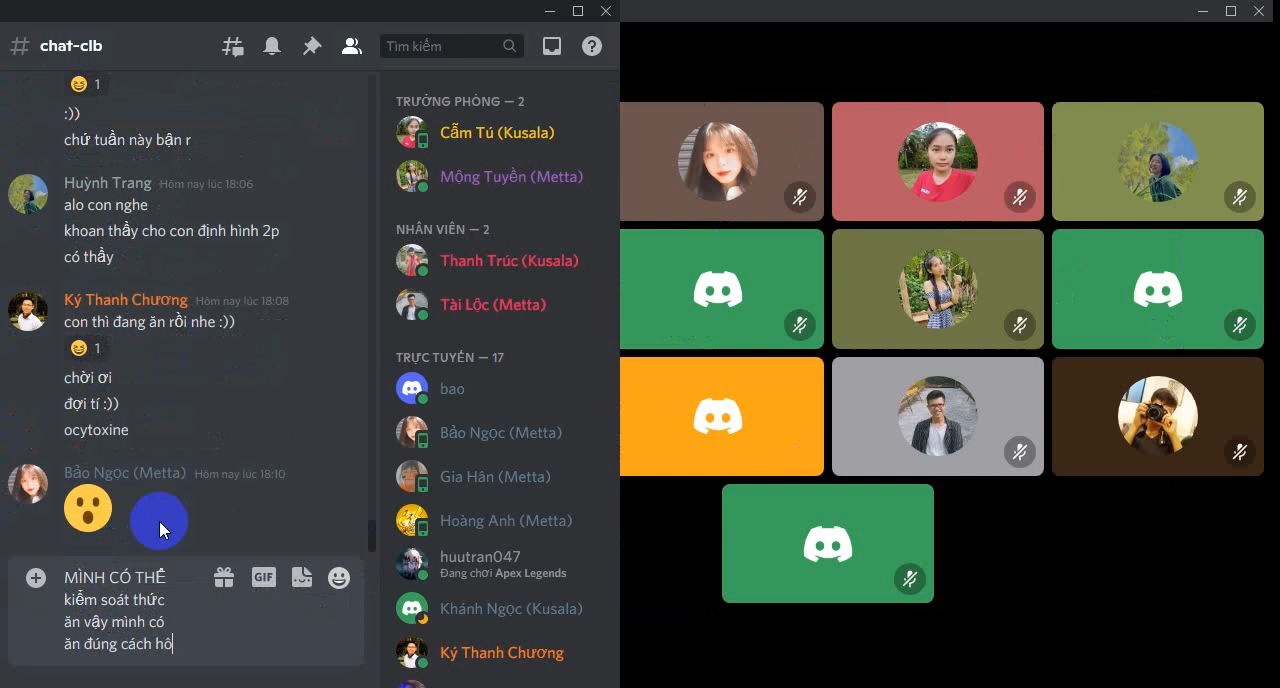 chat-clb
Tìm kiếm
1
:))
chứ tuần này bận r
Huỳnh Trang Hôm nay lúc 18:06
alo con nghe
khoan thầy cho con định hình 2p
có thầy
Ký Thanh Chương Hôm nay lúc 18:08
con thì đang ăn rồi nhe :))
1
chời ơi
đợi tí :))
ocytoxine
Bảo Ngọc (Metta) Hôm nay lúc 18:10
MÌNH CÓ THỂ
kiểm soát thức
ăn vậy mình có
ăn đúng cách hô
GIF
TRƯỞNG PHÒNG — 2
Cẩm Tú (Kusala)
Mộng Tuyền (Metta)
NHÂN VIÊN — 2
Thanh Trúc (Kusala)
Tài Lộc (Metta)
TRỰC TUYẾN — 17
bao
Bảo Ngọc (Metta)
Gia Hân (Metta)
Hoàng Anh (Metta)
huutran047
Đang chơi Apex Legends
Khánh Ngọc (Kusala)
Ký Thanh Chương